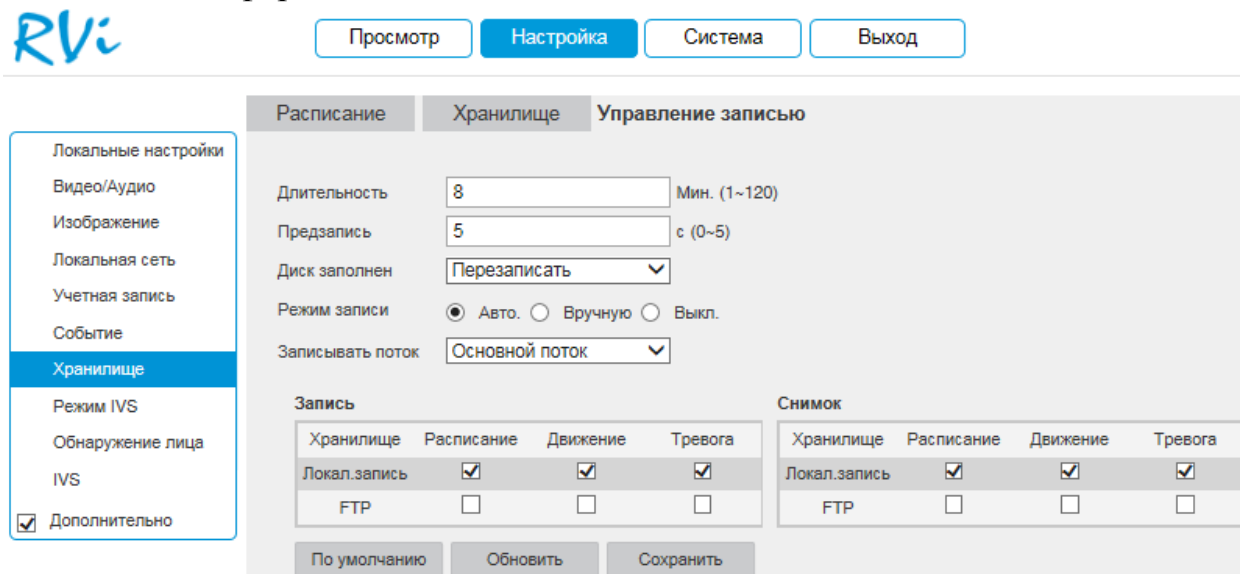 RVi
Просмотр Настройка Система Выход
Расписание Хранилище Управление записью
Локальные настройки
Видео/Аудио
Изображение
Локальная сеть
Учетная запись
Событие
Хранилище
Режим IVS
Обнаружение лица
IVS
Дополнительно
Длительность 8 Мин. (1~120)
Предзапись 5 с (0~5)
Диск заполнен Перезаписать
Режим записи Авто. Вручную Выкл.
Записывать поток Основной поток
Запись
Хранилище Расписание Движение Тревога
Локал.запись
FTP
Снимок
Хранилище Расписание Движение Тревога
Локал.запись
FTP
По умолчанию Обновить Сохранить